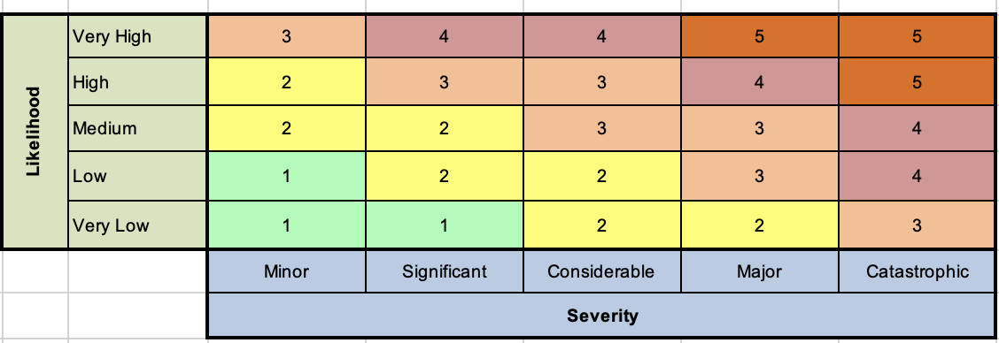 Likelihood
Very High 3 4 4 5 5
High 2 3 3 4 5
Medium 2 2 3 3 4
Low 1 2 2 3 4
Very Low 1 1 2 2 3
Minor Significant Considerable Major Catastrophic
Severity